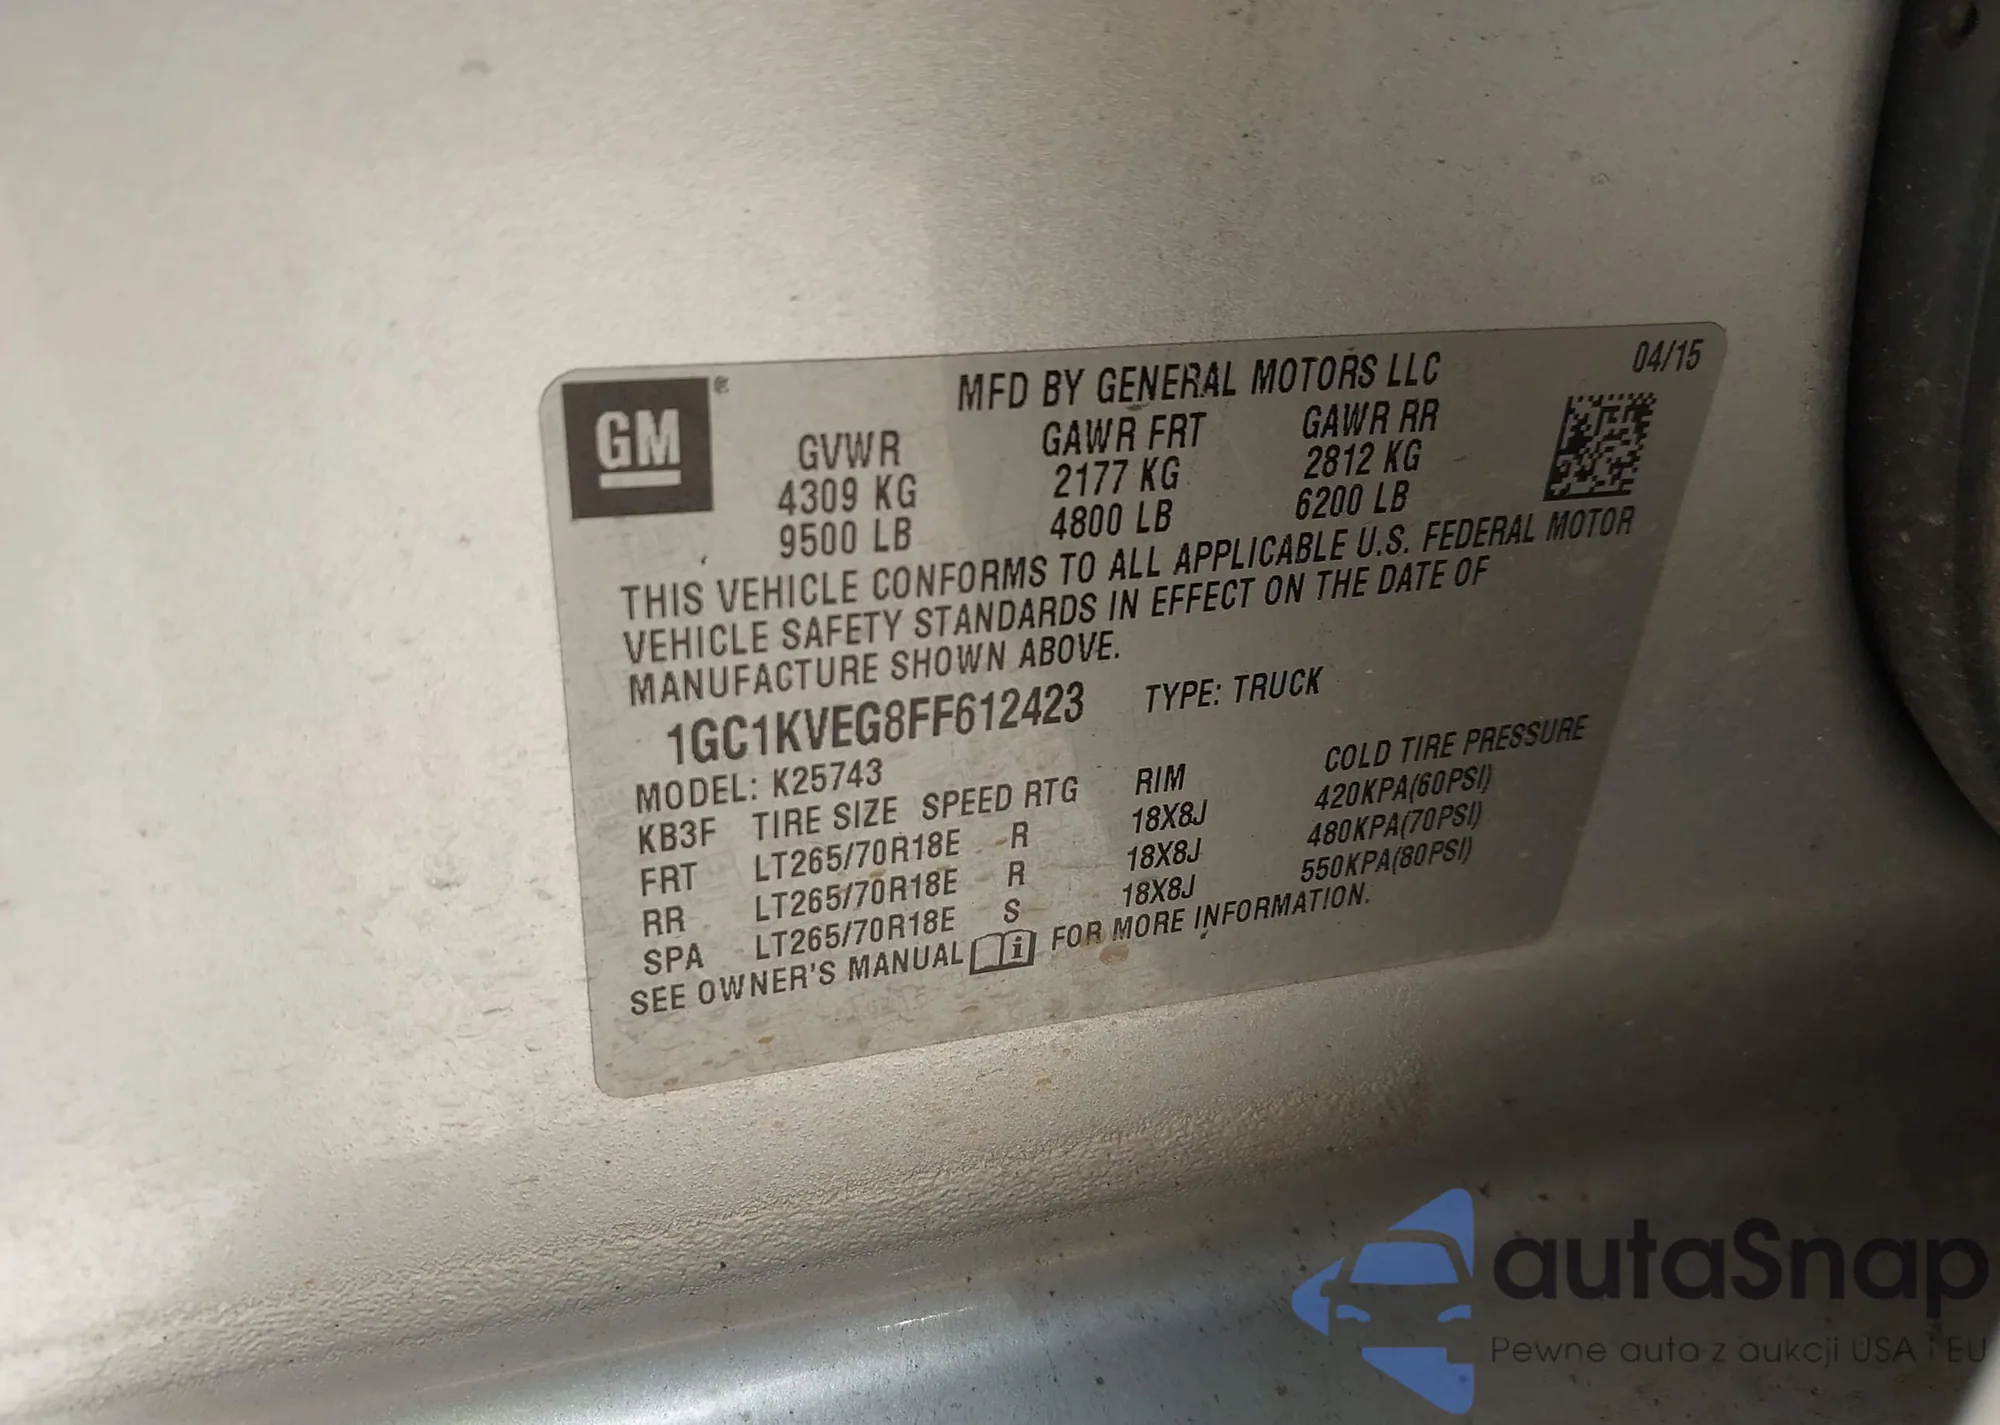 GM ®
MFD BY GENERAL MOTORS LLC 04/15
GVWR GAWR FRT GAWR RR
4309 KG 2177 KG 2812 KG
9500 LB 4800 LB 6200 LB
THIS VEHICLE CONFORMS TO ALL APPLICABLE U.S. FEDERAL MOTOR
VEHICLE SAFETY STANDARDS IN EFFECT ON THE DATE OF
MANUFACTURE SHOWN ABOVE.
1GC1KVEG8FF612423 TYPE: TRUCK
MODEL: K25743
KB3F TIRE SIZE SPEED RTG RIM COLD TIRE PRESSURE
FRT LT265/70R18E R 18X8J 420KPA(60PSI)
RR LT265/70R18E R 18X8J 480KPA(70PSI)
SPA LT265/70R18E S 18X8J 550KPA(80PSI)
SEE OWNER'S MANUAL FOR MORE INFORMATION.
autaSnap
Pewne auta z aukcji USA i EU